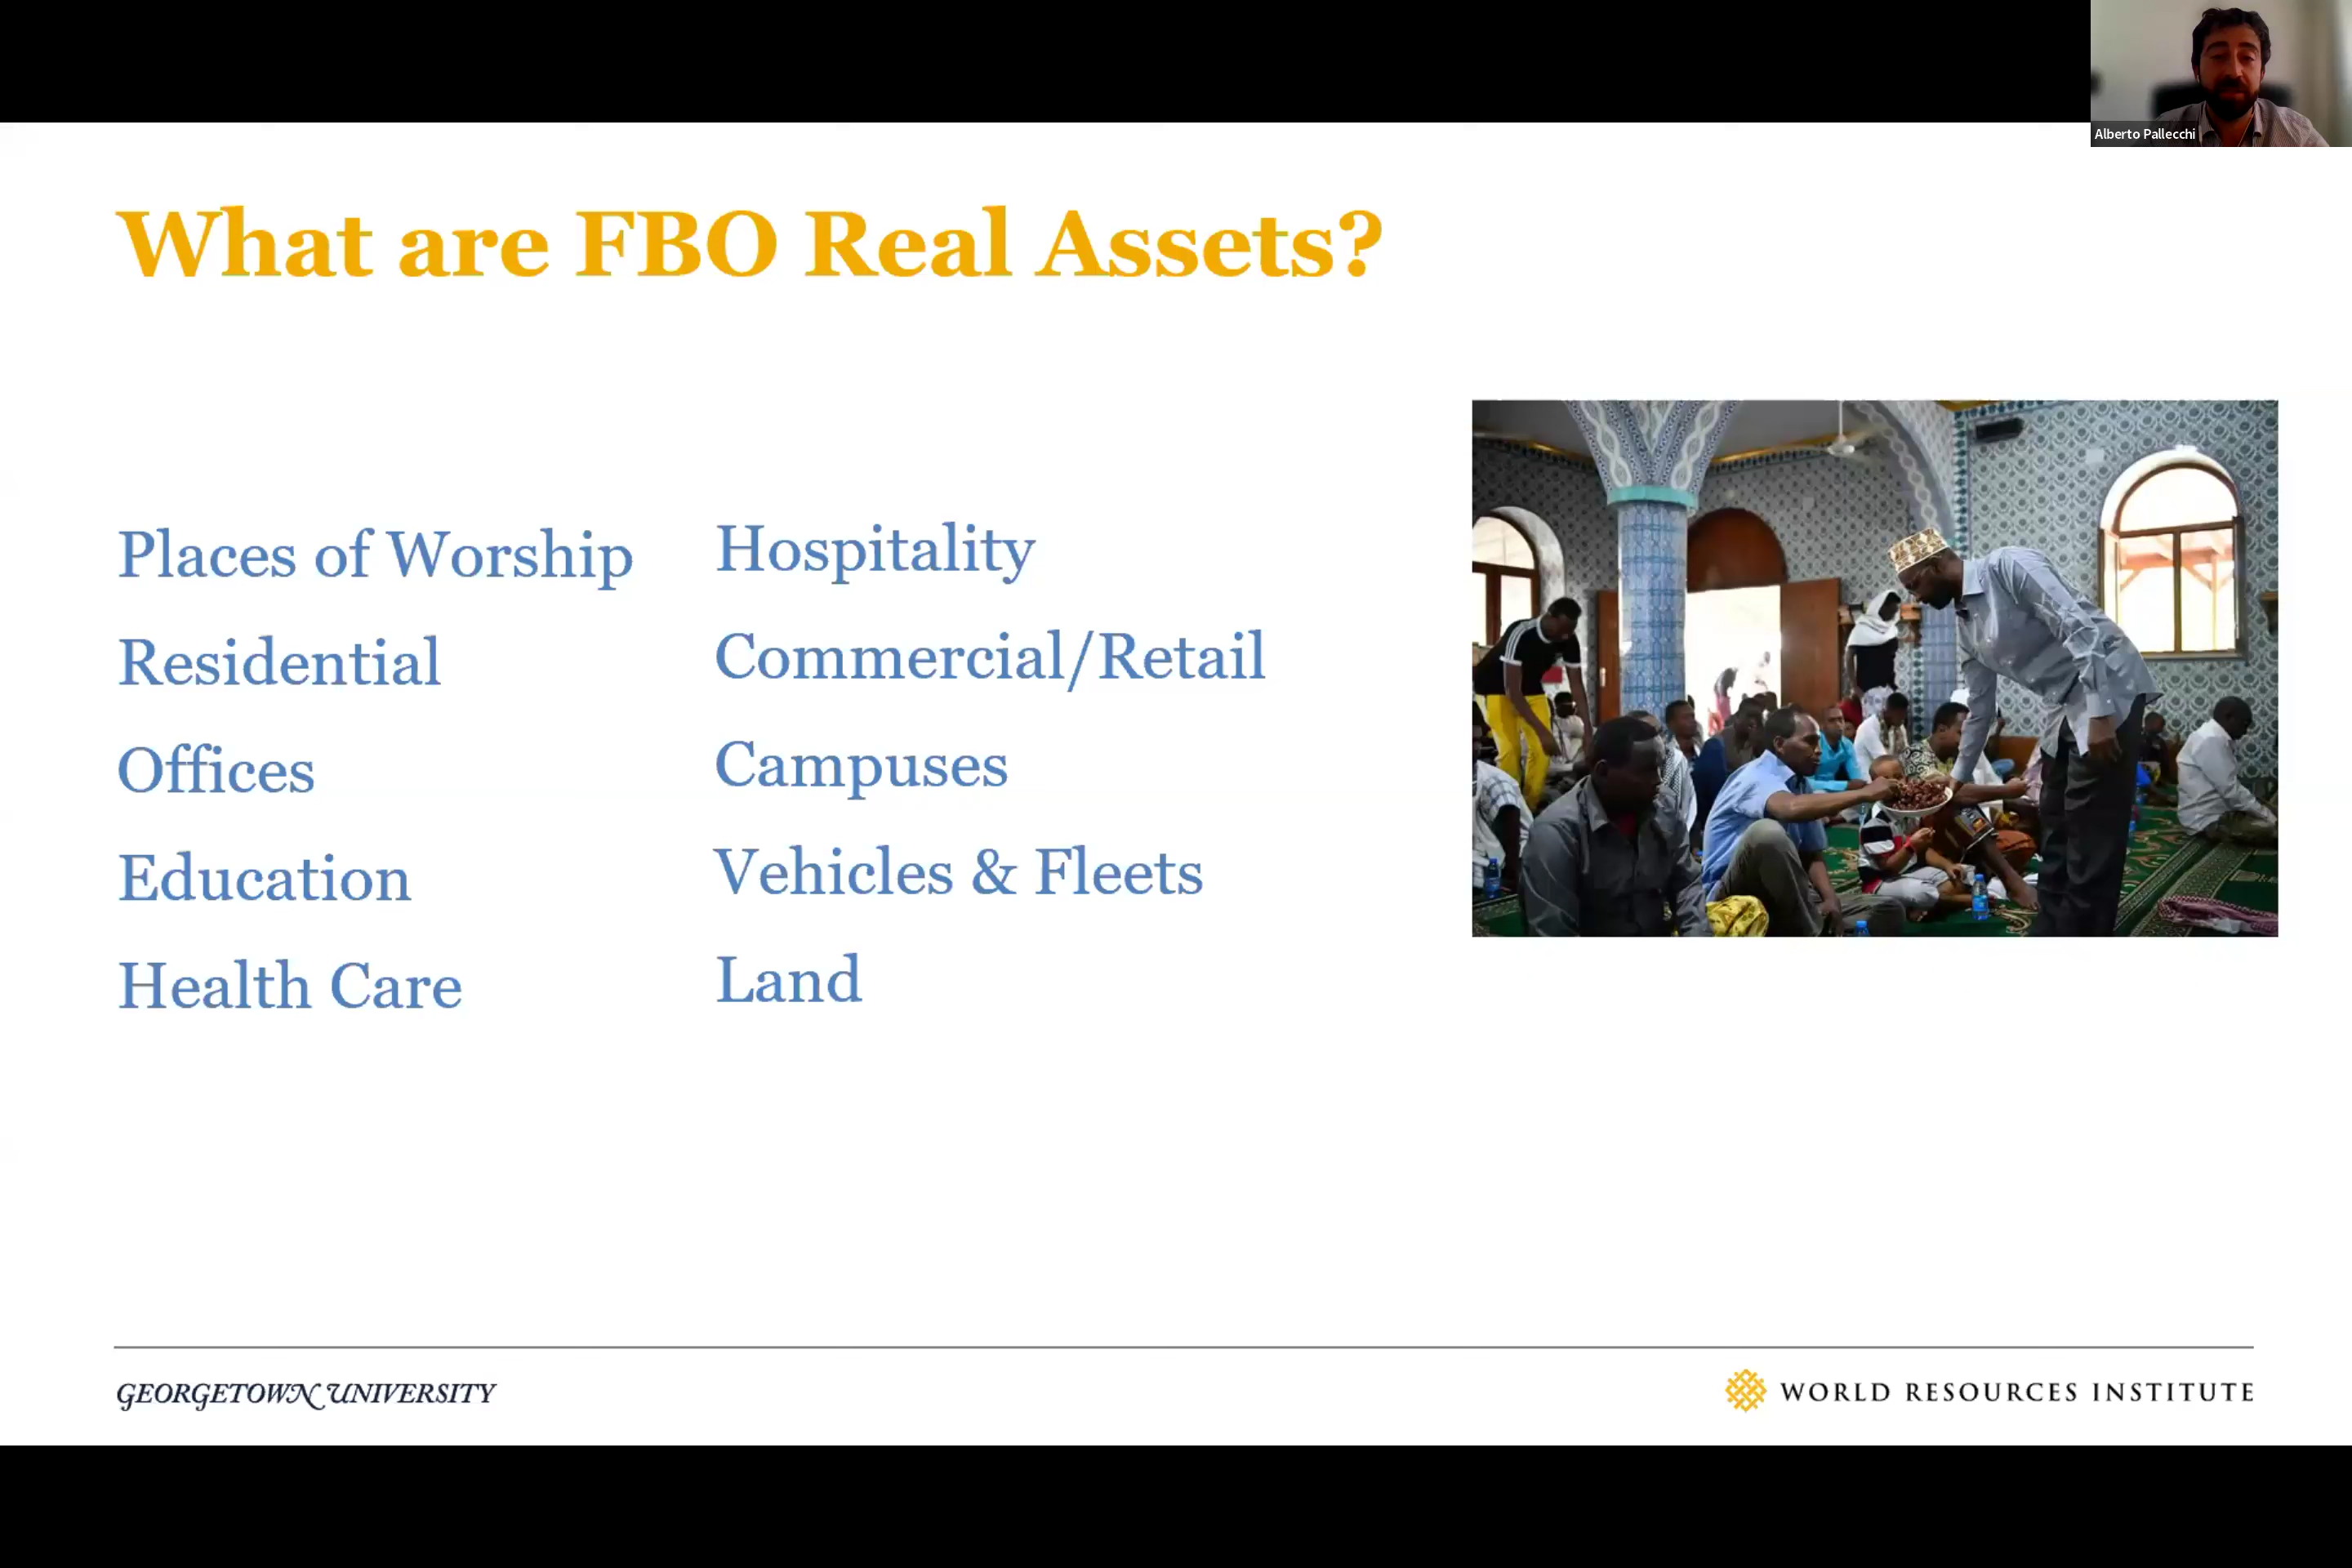 Alberto Pallecchi
What are FBO Real Assets?
Places of Worship
Residential
Offices
Education
Health Care
Hospitality
Commercial/Retail
Campuses
Vehicles & Fleets
Land
GEORGETOWN UNIVERSITY
WORLD RESOURCES INSTITUTE